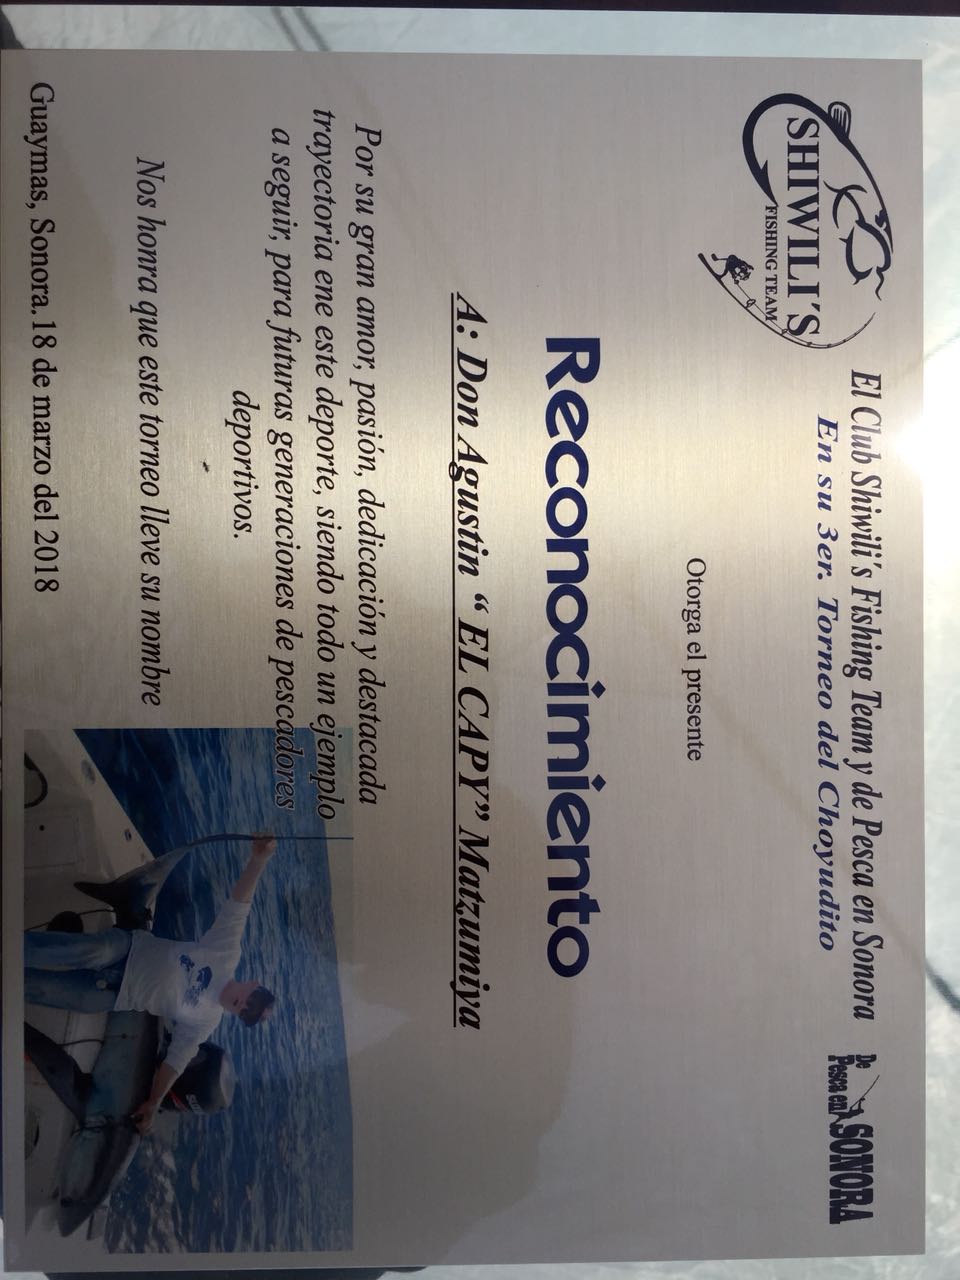 SHIWILI´S
FISHING TEAM
El Club Shiwili's Fishing Team y de Pesca en Sonora
En su 3er. Torneo del Choyudito
De
Pesca en SONORA
Otorga el presente
Reconocimiento
A: Don Agustin “ EL CAPY” Matzumiya
Por su gran amor, pasión, dedicación y destacada
trayectoria ene este deporte, siendo todo un ejemplo
a seguir, para futuras generaciones de pescadores
deportivos.
Nos honra que este torneo lleve su nombre
Guaymas, Sonora. 18 de marzo del 2018